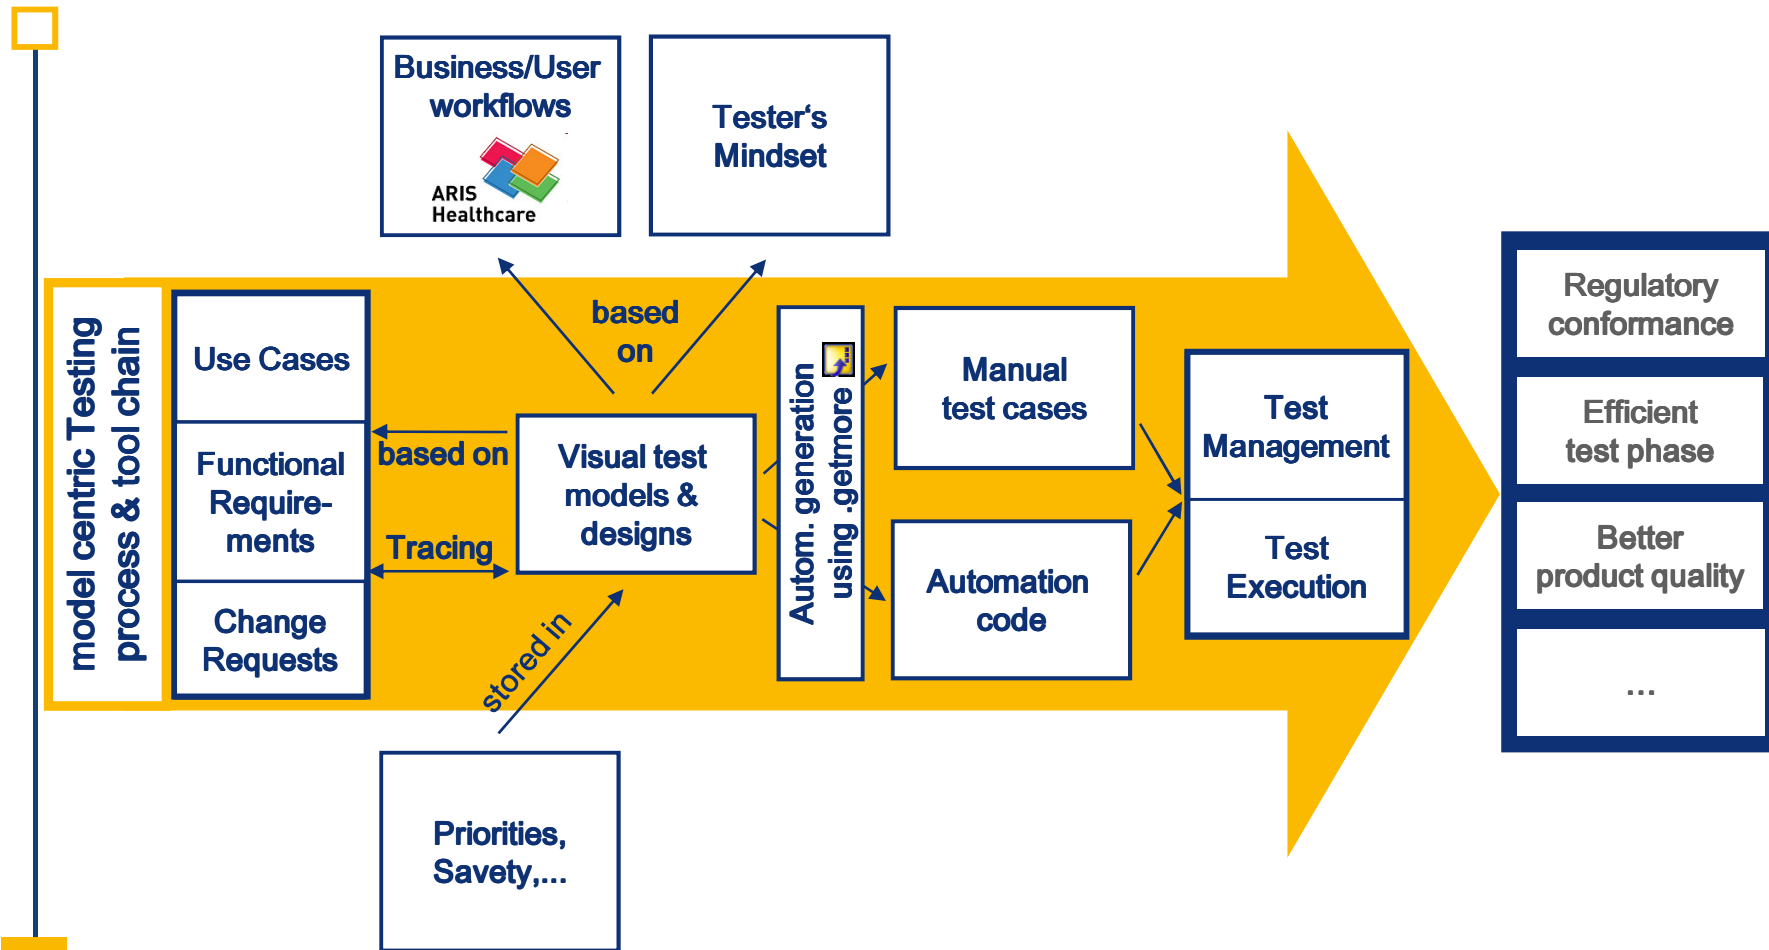 Business/User
workflows
ARIS
Healthcare
Tester‘s
Mindset
model centric Testing
process & tool chain
Use Cases
Functional
Require-
ments
Change
Requests
based
on
based on
Tracing
stored in
Visual test
models &
designs
Priorities,
Savety,...
Autom. generation
using .getmore
Manual
test cases
Automation
code
Test
Management
Test
Execution
Regulatory
conformance
Efficient
test phase
Better
product quality
...